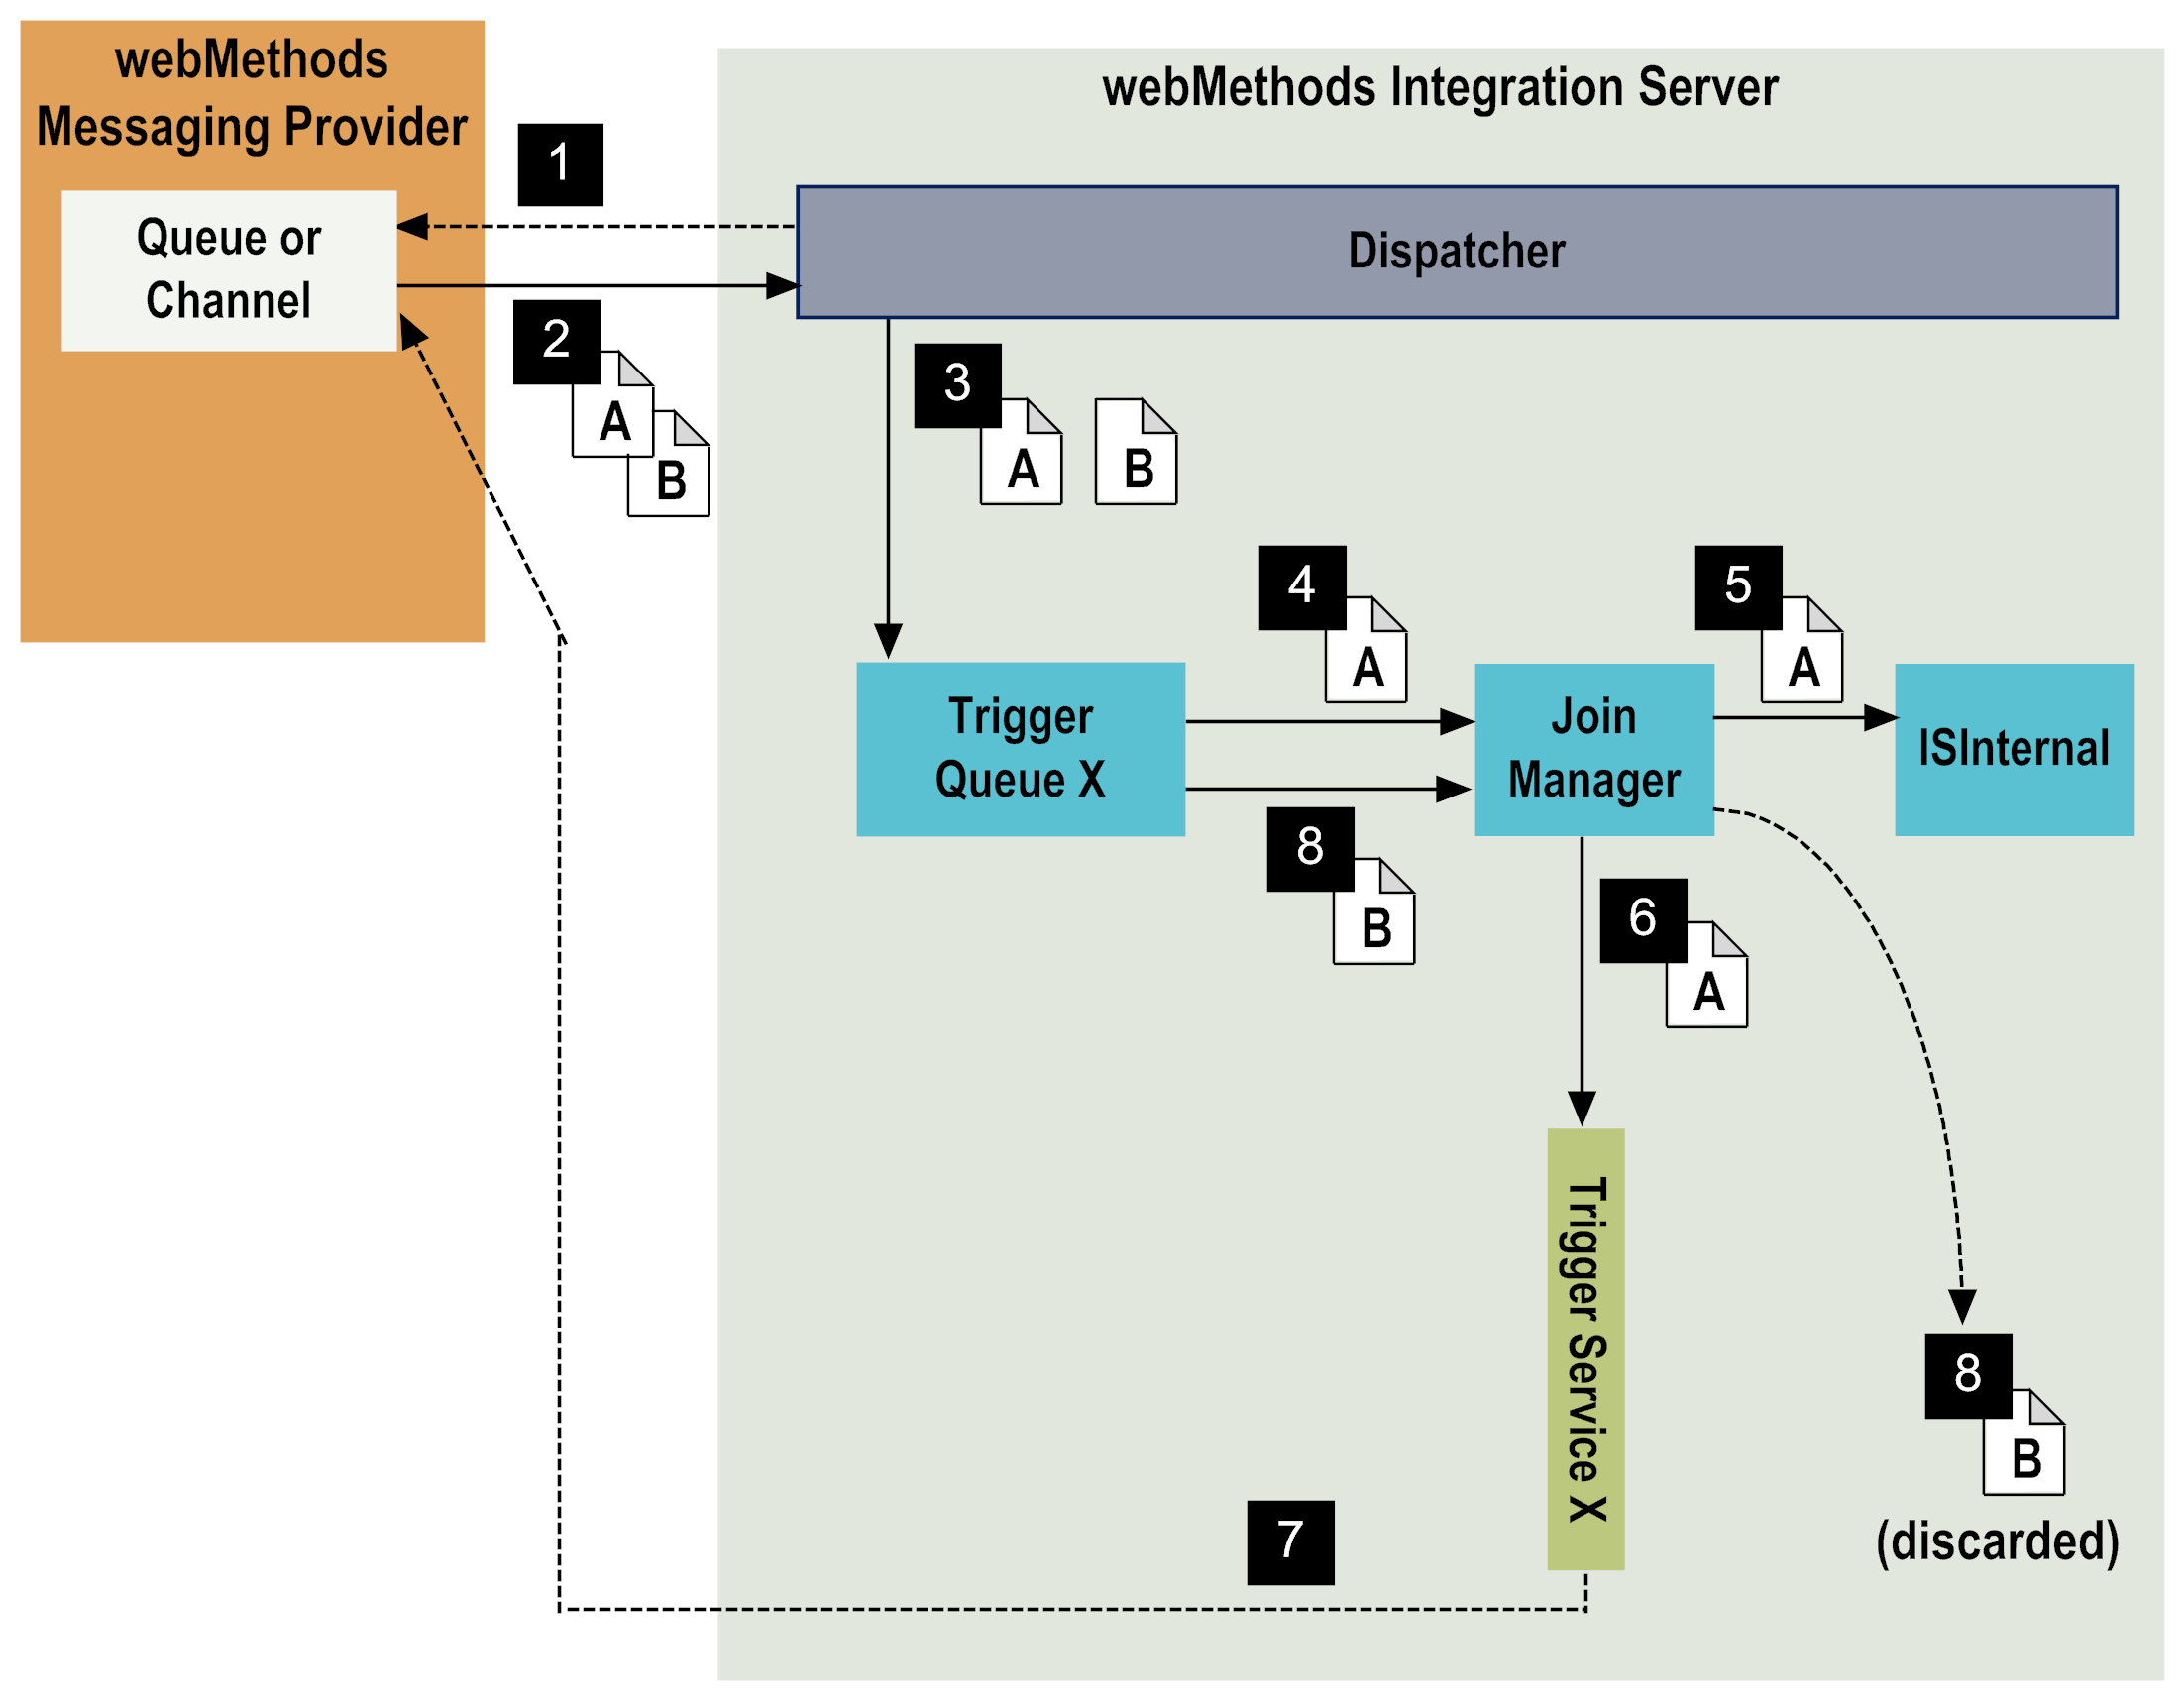 webMethods
Messaging Provider
Queue or
Channel
webMethods Integration Server
1
Dispatcher
2
A
B
3
A
B
4
A
5
A
Trigger
Queue X
Join
Manager
ISInternal
8
B
6
A
Trigger Service X
8
B
(discarded)
7